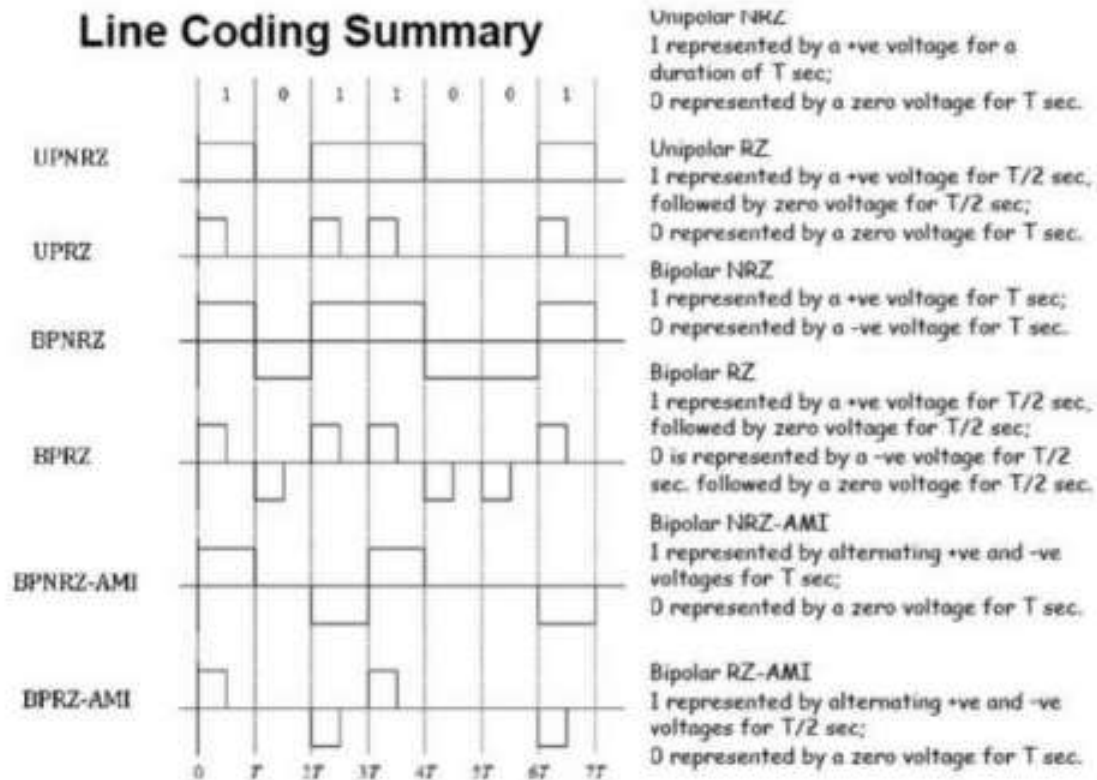 Line Coding Summary
1 0 1 1 0 0 1
UPNRZ
UPRZ
BPNRZ
BPRZ
BPNRZ-AMI
BPRZ-AMI
0 T 2T 3T 4T 5T 6T 7T
Unipolar NRZ
1 represented by a +ve voltage for a
duration of T sec;
0 represented by a zero voltage for T sec.
Unipolar RZ
1 represented by a +ve voltage for T/2 sec,
followed by zero voltage for T/2 sec;
0 represented by a zero voltage for T sec.
Bipolar NRZ
1 represented by a +ve voltage for T sec;
0 represented by a -ve voltage for T sec.
Bipolar RZ
1 represented by a +ve voltage for T/2 sec,
followed by zero voltage for T/2 sec;
0 is represented by a -ve voltage for T/2
sec. followed by a zero voltage for T/2 sec.
Bipolar NRZ-AMI
1 represented by alternating +ve and -ve
voltages for T sec;
0 represented by a zero voltage for T sec.
Bipolar RZ-AMI
1 represented by alternating +ve and -ve
voltages for T/2 sec;
0 represented by a zero voltage for T sec.